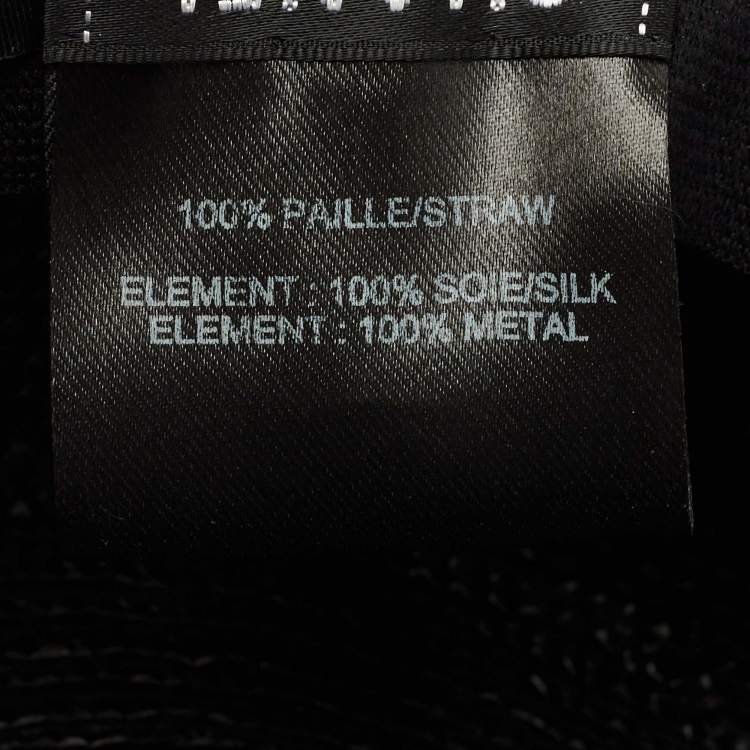 100% PAILLE/STRAW
ELEMENT : 100% SOIE/SILK
ELEMENT : 100% METAL